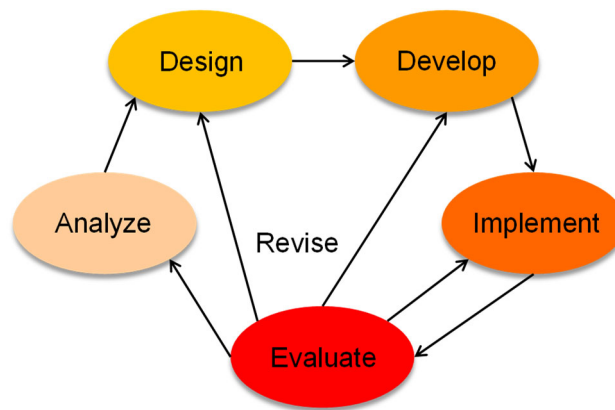 Design
Develop
Analyze
Implement
Revise
Evaluate